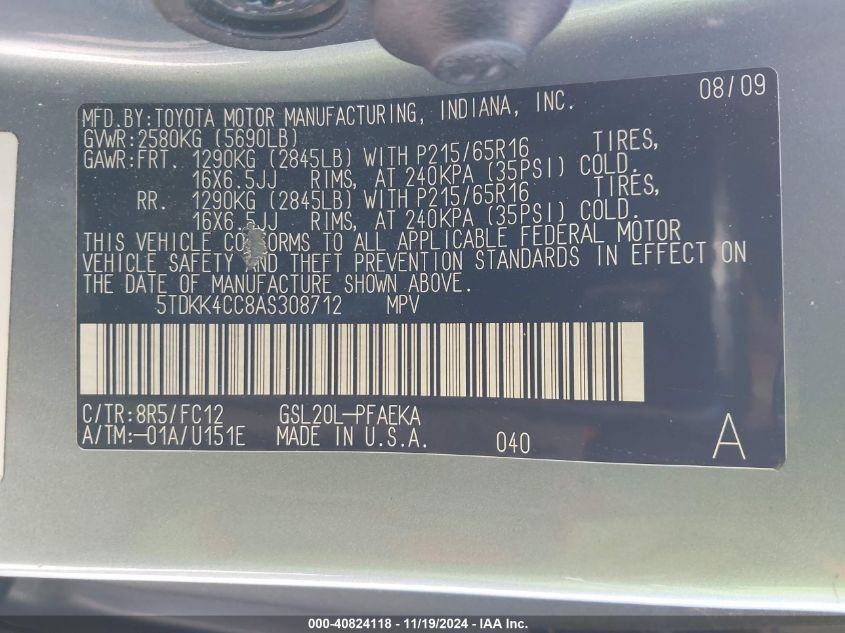 MFD.BY:TOYOTA MOTOR MANUFACTURING, INDIANA, INC. 08/09
GVWR:2580KG (5690LB)
GAWR:FRT. 1290KG (2845LB) WITH P215/65R16 TIRES,
16X6.5JJ RIMS, AT 240KPA (35PSI) COLD.
RR. 1290KG (2845LB) WITH P215/65R16 TIRES,
16X6.5JJ RIMS, AT 240KPA (35PSI) COLD.
THIS VEHICLE CONFORMS TO ALL APPLICABLE FEDERAL MOTOR
VEHICLE SAFETY AND THEFT PREVENTION STANDARDS IN EFFECT ON
THE DATE OF MANUFACTURE SHOWN ABOVE.
5TDKK4CC8AS308712 MPV
C/TR:8R5/FC12 GSL20L-PFAEKA
A/TM:-01A/U151E MADE IN U.S.A. 040 A
000-40824118 - 11/19/2024 - IAA Inc.